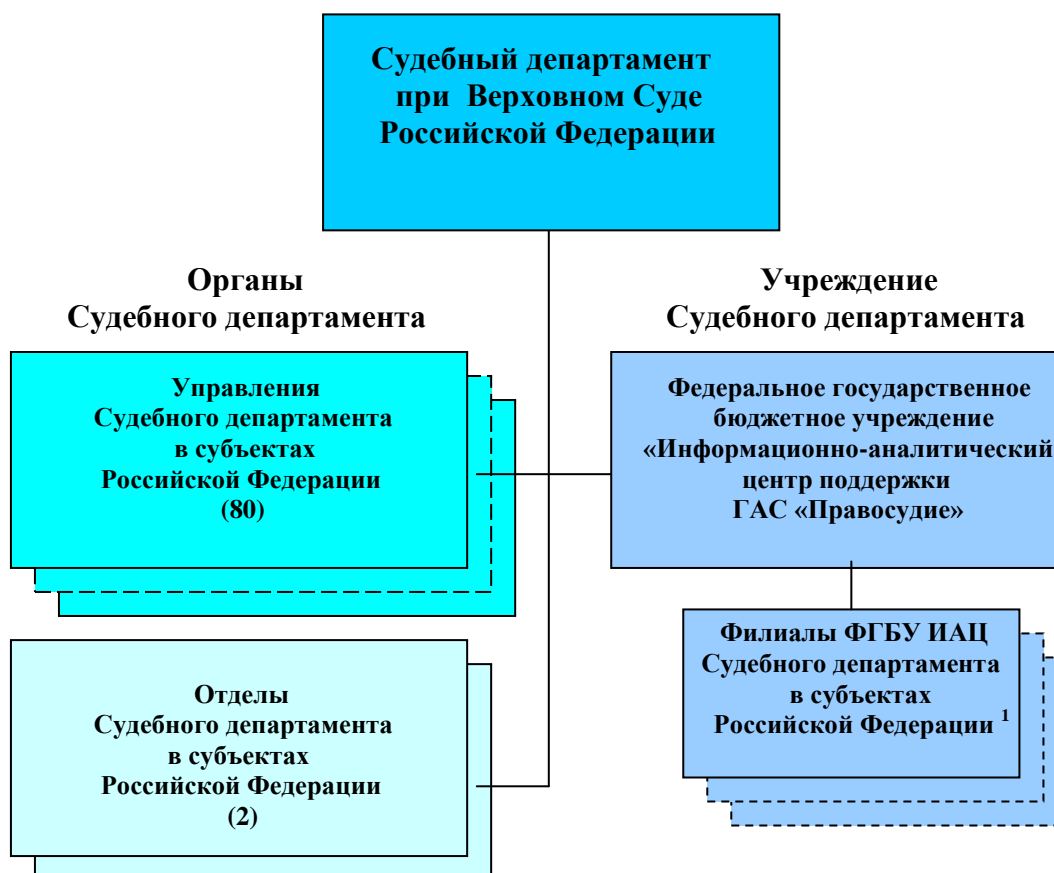 Судебный департамент
при Верховном Суде
Российской Федерации
Органы
Судебного департамента
Учреждение
Судебного департамента
Управления
Судебного департамента
в субъектах
Российской Федерации
(80)
Федеральное государственное
бюджетное учреждение
«Информационно-аналитический
центр поддержки
ГАС «Правосудие»
Филиалы ФГБУ ИАЦ
Судебного департамента
в субъектах
Российской Федерации ¹
Отделы
Судебного департамента
в субъектах
Российской Федерации
(2)